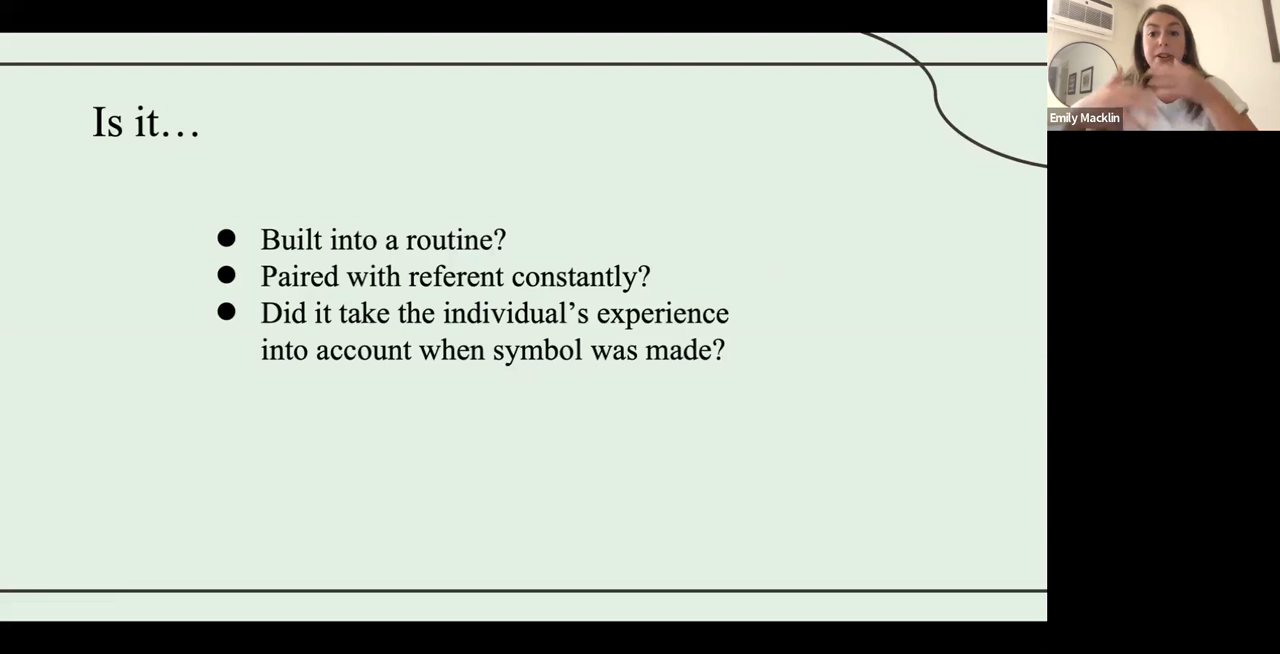 Is it…
● Built into a routine?
● Paired with referent constantly?
● Did it take the individual’s experience
into account when symbol was made?
Emily Macklin